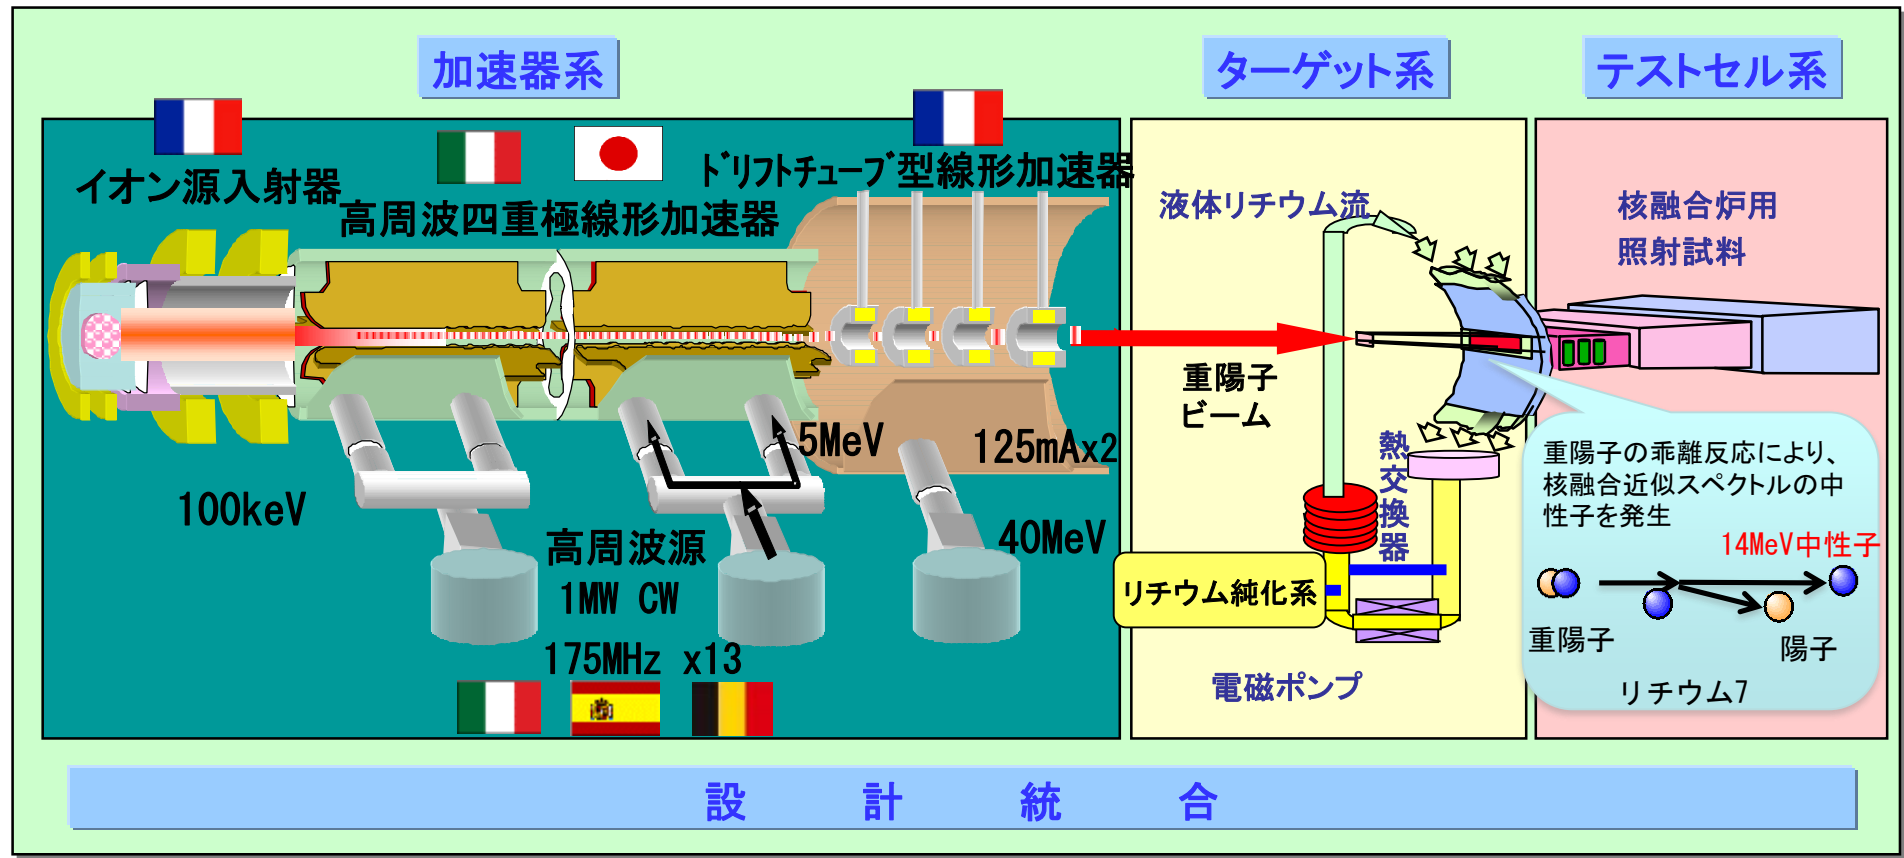 加速器系
ターゲット系
テストセル系
イオン源入射器
高周波四重極線形加速器
ドリフトチューブ型線形加速器
100keV
5MeV
125mAx2
40MeV
高周波源
1MW CW
175MHz x13
液体リチウム流
重陽子
ビーム
熱交換器
リチウム純化系
電磁ポンプ
核融合炉用
照射試料
重陽子の乖離反応により、
核融合近似スペクトルの中
性子を発生
14MeV中性子
重陽子
陽子
リチウム7
設計統合